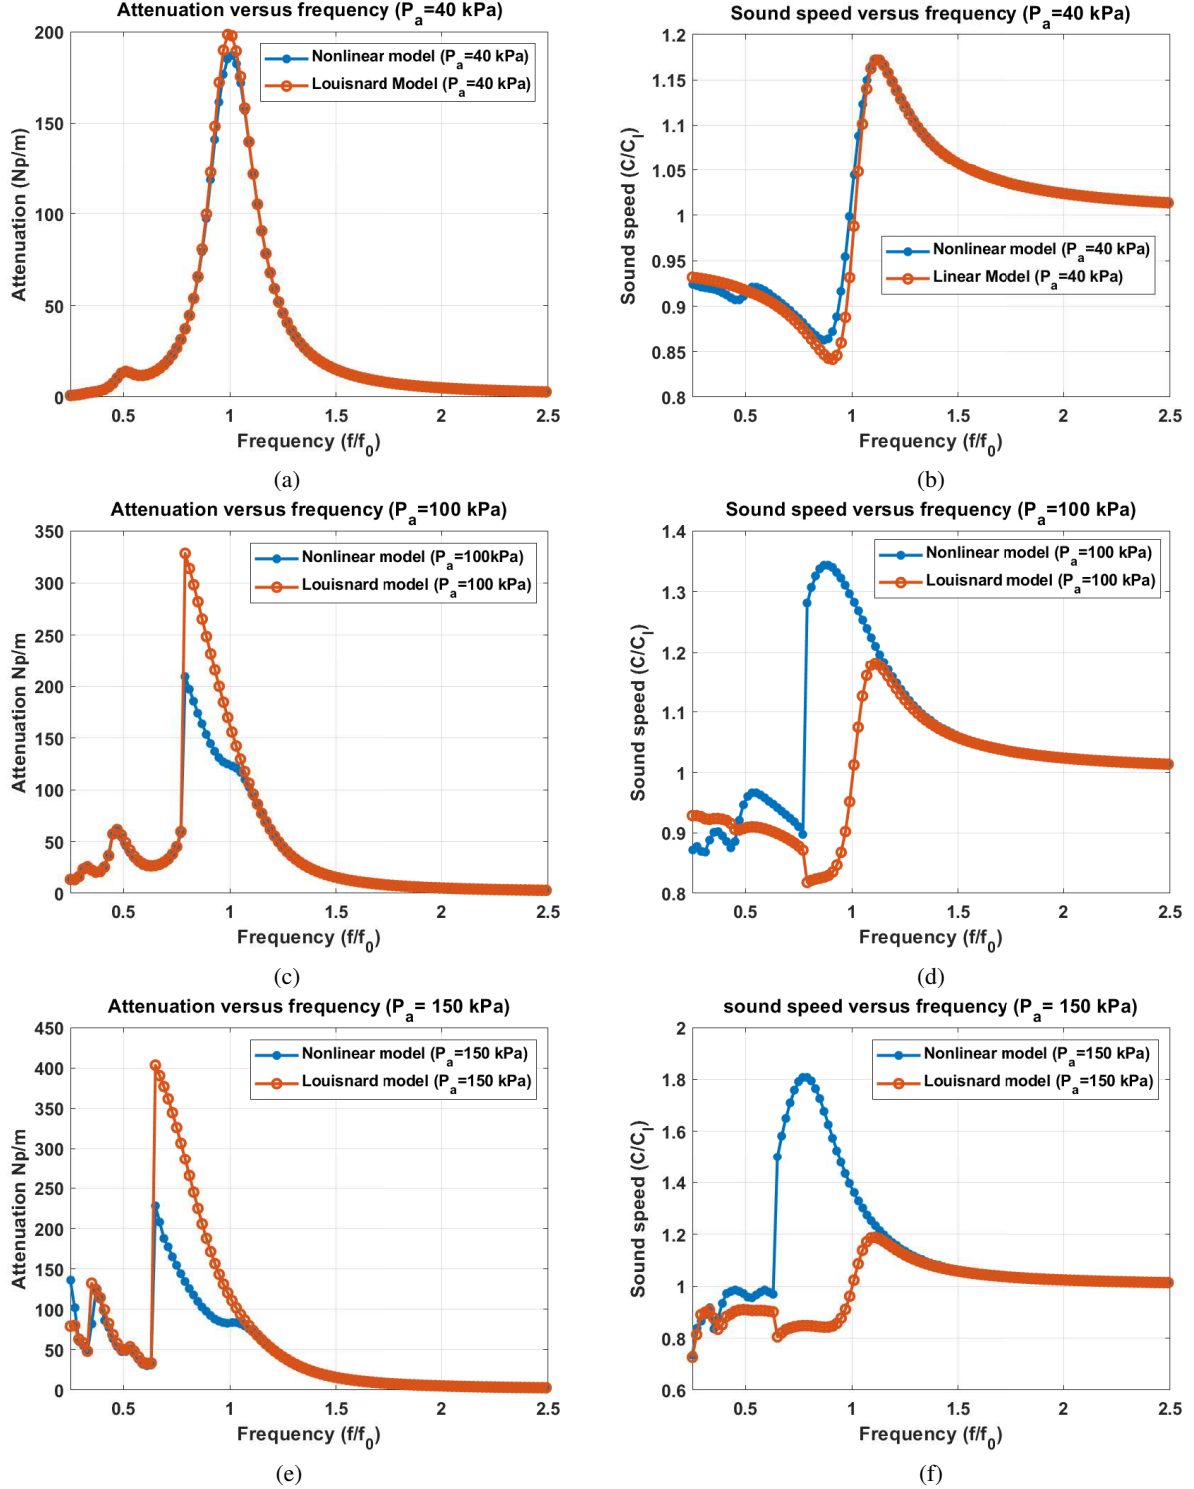 Attenuation versus frequency (Pa=40 kPa)
200
150
100
50
0
Attenuation (Np/m)
Nonlinear model (Pa=40 kPa)
Louisnard Model (Pa=40 kPa)
0.5 1 1.5 2 2.5
Frequency (f/f0)
(a)
Sound speed versus frequency (Pa=40 kPa)
1.2
1.15
1.1
1.05
1
0.95
0.9
0.85
0.8
Sound speed (C/Cl)
Nonlinear model (Pa=40 kPa)
Linear Model (Pa=40 kPa)
0.5 1 1.5 2 2.5
Frequency (f/f0)
(b)
Attenuation versus frequency (Pa=100 kPa)
350
300
250
200
150
100
50
0
Attenuation Np/m
Nonlinear model (Pa=100kPa)
Louisnard model (Pa=100 kPa)
0.5 1 1.5 2 2.5
Frequency (f/f0)
(c)
Sound speed versus frequency (Pa=100 kPa)
1.4
1.3
1.2
1.1
1
0.9
0.8
Sound speed (C/Cl)
Nonlinear model (Pa=100 kPa)
Louisnard model (Pa=100 kPa)
0.5 1 1.5 2 2.5
Frequency (f/f0)
(d)
Attenuation versus frequency (Pa= 150 kPa)
450
400
350
300
250
200
150
100
50
0
Attenuation Np/m
Nonlinear model (Pa=150 kPa)
Louisnard model (Pa=150 kPa)
0.5 1 1.5 2 2.5
Frequency (f/f0)
(e)
sound speed versus frequency (Pa= 150 kPa)
2
1.8
1.6
1.4
1.2
1
0.8
0.6
Sound speed (C/Cl)
Nonlinear model (Pa=150 kPa)
Louisnard model (Pa=150 kPa)
0.5 1 1.5 2 2.5
Frequency (f/f0)
(f)